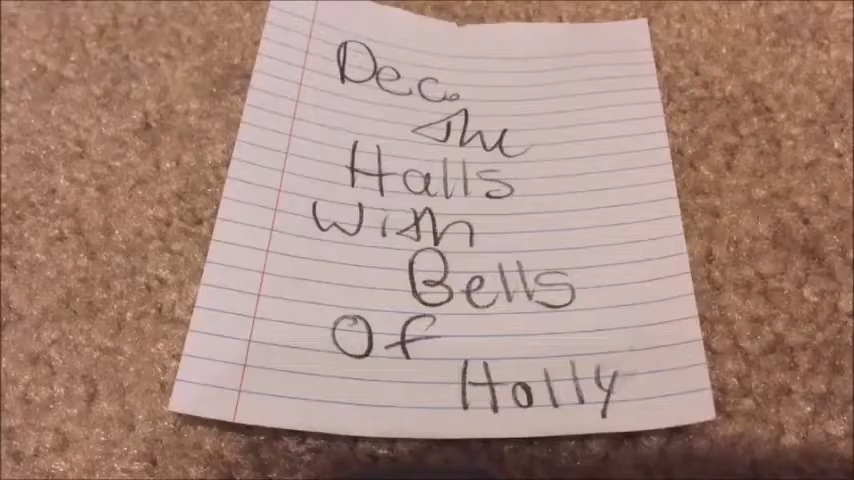 Dec.
the
Halls
with
Bells
Of
Holly